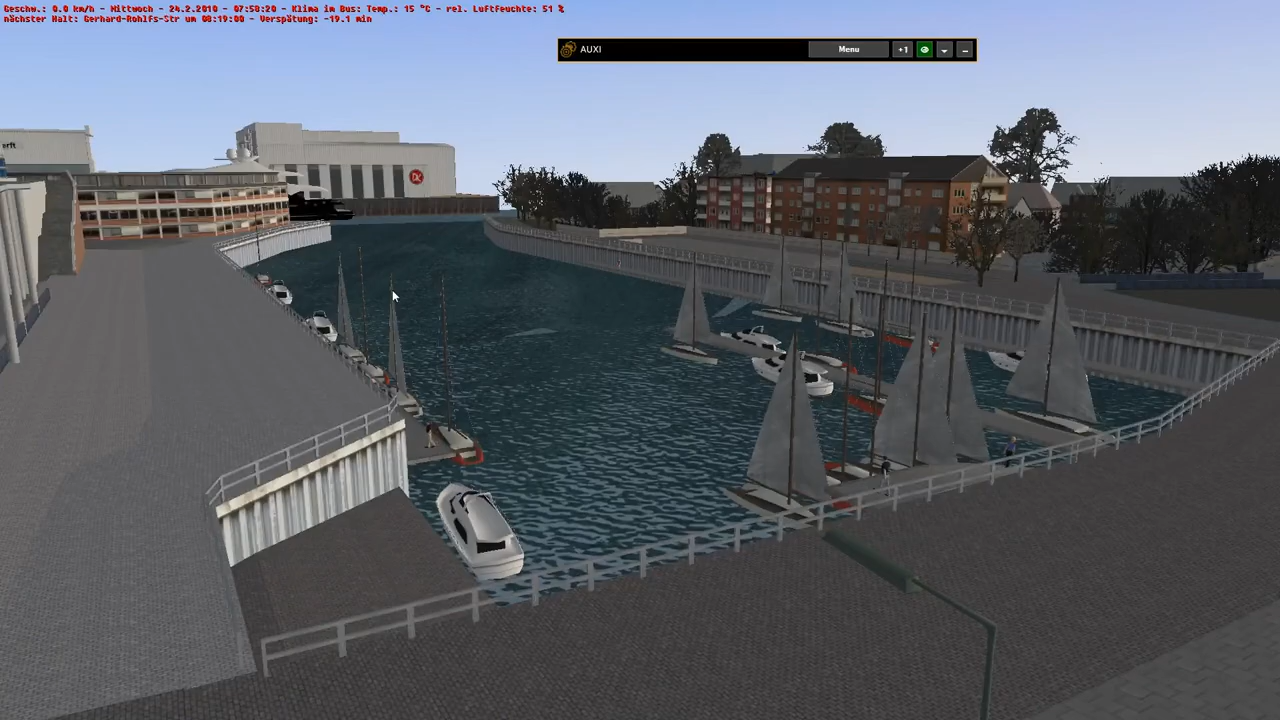 Geschw.: 0.0 km/h - Mittwoch - 24.2.2010 - 07:58:20 - Klima im Bus: Temp.: 15 °C - rel. Luftfeuchte: 51 %
nächster Halt: Gerhard-Rohlfs-Str um 08:19:00 - Verspätung: -19.1 min
AUXI
Menu
+1